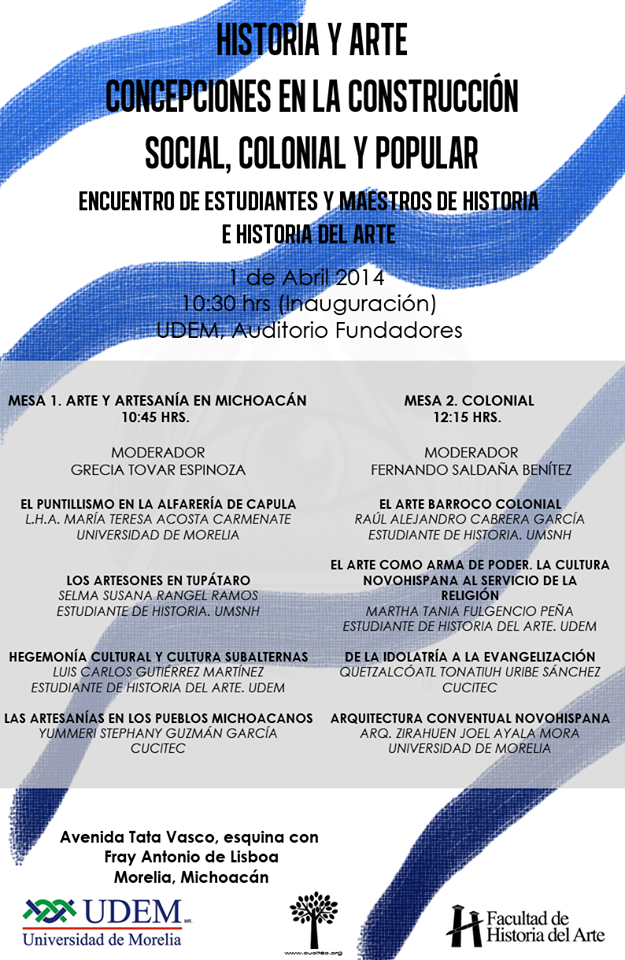 HISTORIA Y ARTE
CONCEPCIONES EN LA CONSTRUCCIÓN
SOCIAL, COLONIAL Y POPULAR
ENCUENTRO DE ESTUDIANTES Y MAESTROS DE HISTORIA
E HISTORIA DEL ARTE
1 de Abril 2014
10:30 hrs (Inauguración)
UDEM, Auditorio Fundadores
MESA 1. ARTE Y ARTESANÍA EN MICHOACÁN
10:45 HRS.
MODERADOR
GRECIA TOVAR ESPINOZA
EL PUNTILLISMO EN LA ALFARERÍA DE CAPULA
L.H.A. MARÍA TERESA ACOSTA CARMENATE
UNIVERSIDAD DE MORELIA
LOS ARTESONES EN TUPÁTARO
SELMA SUSANA RANGEL RAMOS
ESTUDIANTE DE HISTORIA. UMSNH
HEGEMONÍA CULTURAL Y CULTURA SUBALTERNAS
LUIS CARLOS GUTIÉRREZ MARTÍNEZ
ESTUDIANTE DE HISTORIA DEL ARTE. UDEM
LAS ARTESANÍAS EN LOS PUEBLOS MICHOACANOS
YUMMERI STEPHANY GUZMÁN GARCÍA
CUCITEC
MESA 2. COLONIAL
12:15 HRS.
MODERADOR
FERNANDO SALDAÑA BENÍTEZ
EL ARTE BARROCO COLONIAL
RAÚL ALEJANDRO CABRERA GARCÍA
ESTUDIANTE DE HISTORIA. UMSNH
EL ARTE COMO ARMA DE PODER. LA CULTURA
NOVOHISPANA AL SERVICIO DE LA
RELIGIÓN
MARTHA TANIA FULGENCIO PEÑA
ESTUDIANTE DE HISTORIA DEL ARTE. UDEM
DE LA IDOLATRÍA A LA EVANGELIZACIÓN
QUETZALCÓATL TONATIUH URIBE SÁNCHEZ
CUCITEC
ARQUITECTURA CONVENTUAL NOVOHISPANA
ARQ. ZIRAHUEN JOEL AYALA MORA
UNIVERSIDAD DE MORELIA
Avenida Tata Vasco, esquina con
Fray Antonio de Lisboa
Morelia, Michoacán
UDEM MR.
Universidad de Morelia
www.cucitec.org
Facultad de
Historia del Arte